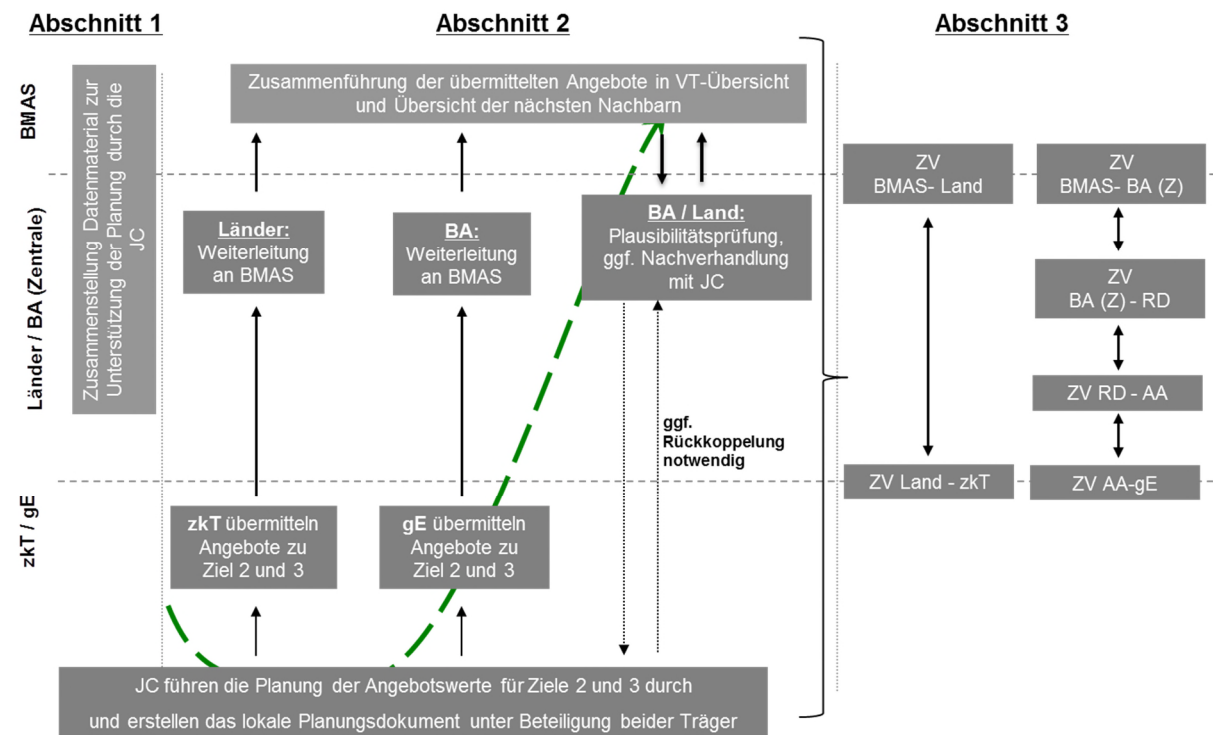 Abschnitt 1
Abschnitt 2
Abschnitt 3
BMAS
Länder / BA (Zentrale)
zkT / gE
Zusammenstellung Datenmaterial zur
Unterstützung der Planung durch die
JC
Zusammenführung der übermittelten Angebote in VT-Übersicht
und Übersicht der nächsten Nachbarn
Länder:
Weiterleitung
an BMAS
BA:
Weiterleitung
an BMAS
BA / Land:
Plausibilitätsprüfung,
ggf. Nachverhandlung
mit JC
ggf.
Rückkoppelung
notwendig
zkT übermitteln
Angebote zu
Ziel 2 und 3
gE übermitteln
Angebote zu
Ziel 2 und 3
JC führen die Planung der Angebotswerte für Ziele 2 und 3 durch
und erstellen das lokale Planungsdokument unter Beteiligung beider Träger
ZV
BMAS- Land
ZV Land - zkT
ZV
BMAS- BA (Z)
ZV
BA (Z) - RD
ZV RD - AA
ZV AA-gE